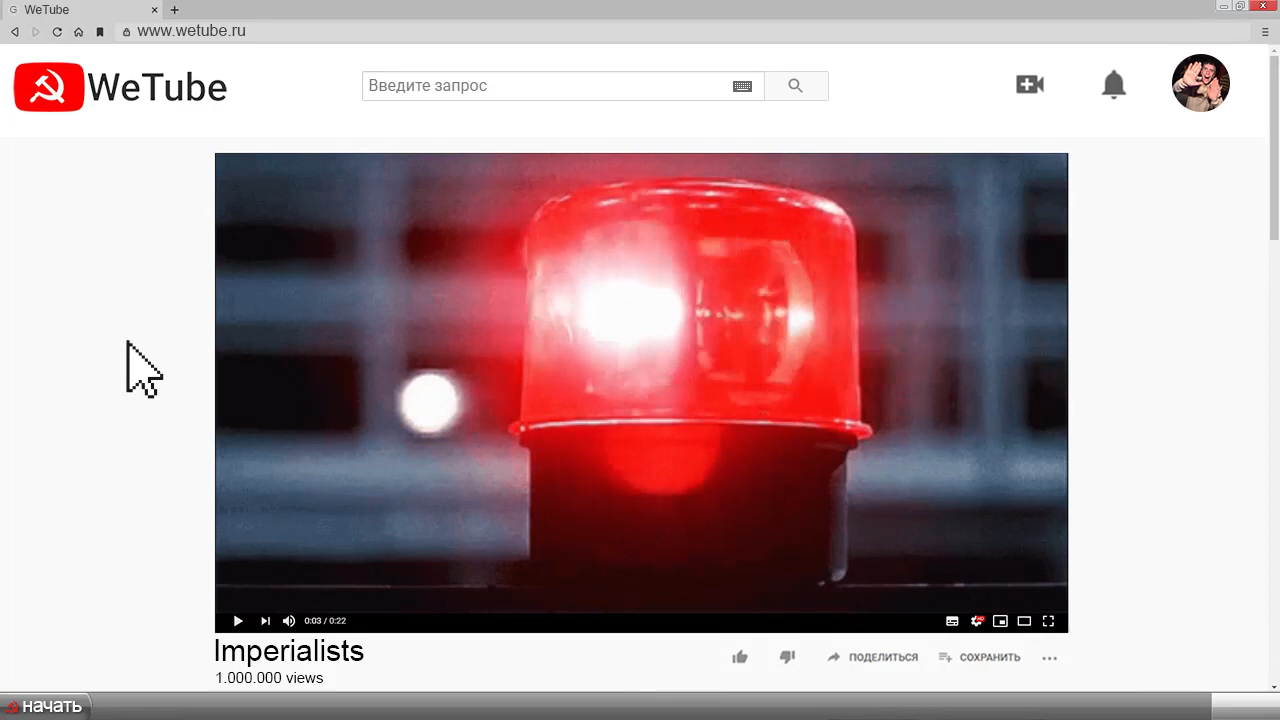 WeTube
www.wetube.ru
WeTube
Введите запрос
0:03 / 0:22
Imperialists
ПОДЕЛИТЬСЯ
СОХРАНИТЬ
1.000.000 views
начать